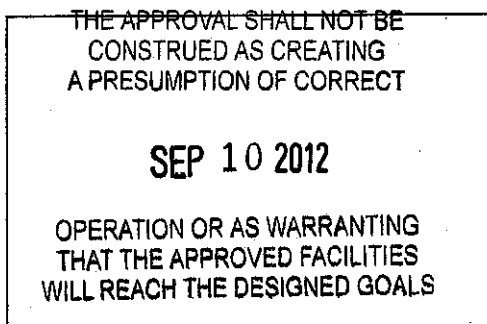 THE APPROVAL SHALL NOT BE
CONSTRUED AS CREATING
A PRESUMPTION OF CORRECT
SEP 10 2012
OPERATION OR AS WARRANTING
THAT THE APPROVED FACILITIES
WILL REACH THE DESIGNED GOALS